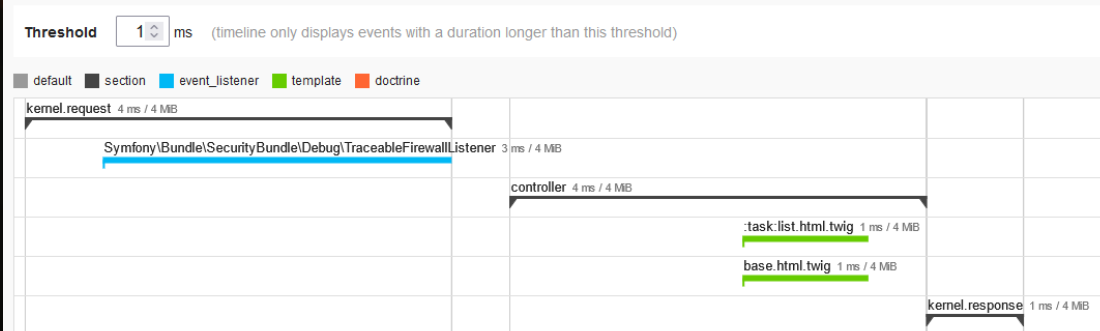 Threshold 1 ms (timeline only displays events with a duration longer than this threshold)
default section event_listener template doctrine
kernel.request 4 ms / 4 MiB
Symfony\Bundle\SecurityBundle\Debug\TraceableFirewallListener 3 ms / 4 MiB
controller 4 ms / 4 MiB
:task:list.html.twig 1 ms / 4 MiB
base.html.twig 1 ms / 4 MiB
kernel.response 1 ms / 4 MiB